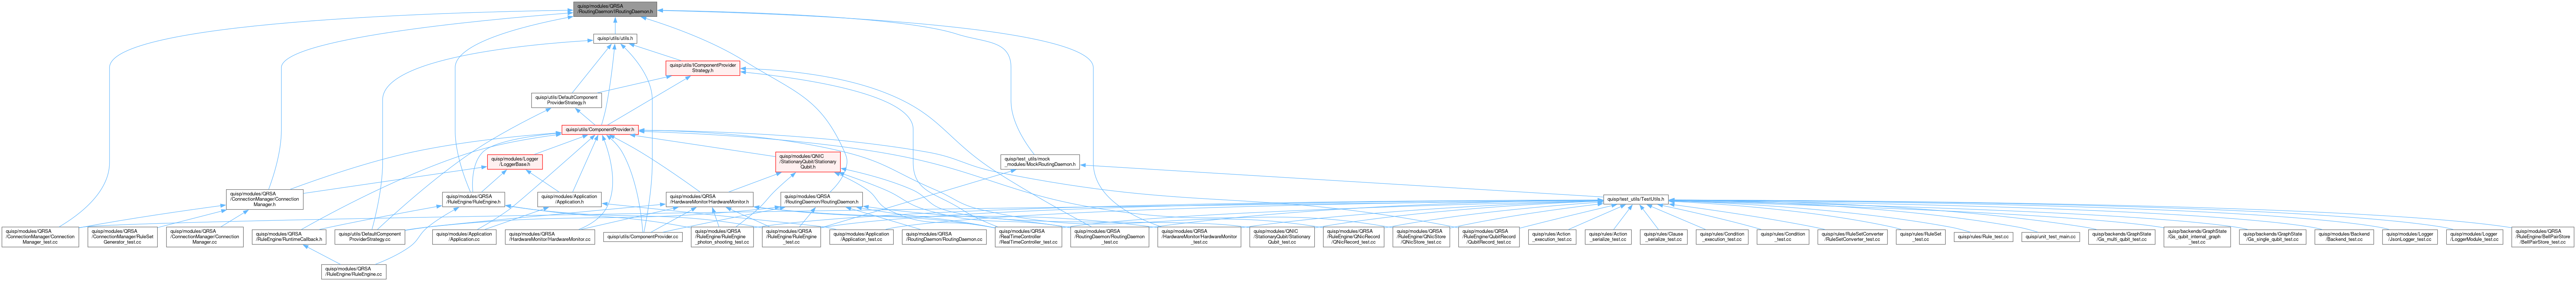 quisp/modules/QRSA
/RoutingDaemon/IRoutingDaemon.h
quisp/utils/utils.h
quisp/utils/IComponentProvider
Strategy.h
quisp/utils/DefaultComponent
ProviderStrategy.h
quisp/utils/ComponentProvider.h
quisp/modules/Logger
/LoggerBase.h
quisp/modules/QNIC
/StationaryQubit/Stationary
Qubit.h
quisp/test_utils/mock
_modules/MockRoutingDaemon.h
quisp/modules/QRSA
/ConnectionManager/Connection
Manager.h
quisp/modules/QRSA
/RuleEngine/RuleEngine.h
quisp/modules/Application
/Application.h
quisp/modules/QRSA
/HardwareMonitor/HardwareMonitor.h
quisp/modules/QRSA
/RoutingDaemon/RoutingDaemon.h
quisp/test_utils/TestUtils.h
quisp/modules/QRSA
/ConnectionManager/Connection
Manager_test.cc
quisp/modules/QRSA
/ConnectionManager/RuleSet
Generator_test.cc
quisp/modules/QRSA
/ConnectionManager/Connection
Manager.cc
quisp/modules/QRSA
/RuleEngine/RuntimeCallback.h
quisp/utils/DefaultComponent
ProviderStrategy.cc
quisp/modules/Application
/Application.cc
quisp/modules/QRSA
/HardwareMonitor/HardwareMonitor.cc
quisp/utils/ComponentProvider.cc
quisp/modules/QRSA
/RuleEngine/RuleEngine
_photon_shooting_test.cc
quisp/modules/QRSA
/RuleEngine/RuleEngine
_test.cc
quisp/modules/Application
/Application_test.cc
quisp/modules/QRSA
/RoutingDaemon/RoutingDaemon.cc
quisp/modules/QRSA
/RealTimeController
/RealTimeController_test.cc
quisp/modules/QRSA
/RoutingDaemon/RoutingDaemon
_test.cc
quisp/modules/QRSA
/HardwareMonitor/HardwareMonitor
_test.cc
quisp/modules/QNIC
/StationaryQubit/Stationary
Qubit_test.cc
quisp/modules/QRSA
/RuleEngine/QNicRecord
/QNicRecord_test.cc
quisp/modules/QRSA
/RuleEngine/QNicStore
/QNicStore_test.cc
quisp/modules/QRSA
/RuleEngine/QubitRecord
/QubitRecord_test.cc
quisp/rules/Action
_execution_test.cc
quisp/rules/Action
_serialize_test.cc
quisp/rules/Clause
_serialize_test.cc
quisp/rules/Condition
_execution_test.cc
quisp/rules/Condition
_test.cc
quisp/rules/RuleSetConverter
/RuleSetConverter_test.cc
quisp/rules/RuleSet
_test.cc
quisp/rules/Rule_test.cc
quisp/unit_test_main.cc
quisp/backends/GraphState
/Gs_multi_qubit_test.cc
quisp/backends/GraphState
/Gs_qubit_internal_graph
_test.cc
quisp/backends/GraphState
/Gs_single_qubit_test.cc
quisp/modules/Backend
/Backend_test.cc
quisp/modules/Logger
/JsonLogger_test.cc
quisp/modules/Logger
/LoggerModule_test.cc
quisp/modules/QRSA
/RuleEngine/BellPairStore
/BellPairStore_test.cc
quisp/modules/QRSA
/RuleEngine/RuleEngine.cc